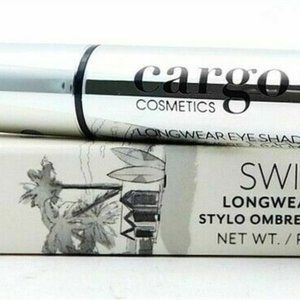 cargo
COSMETICS
LONGWEAR EYE SHAD
SWI
LONGWEA
STYLO OMBRE
NET WT. /